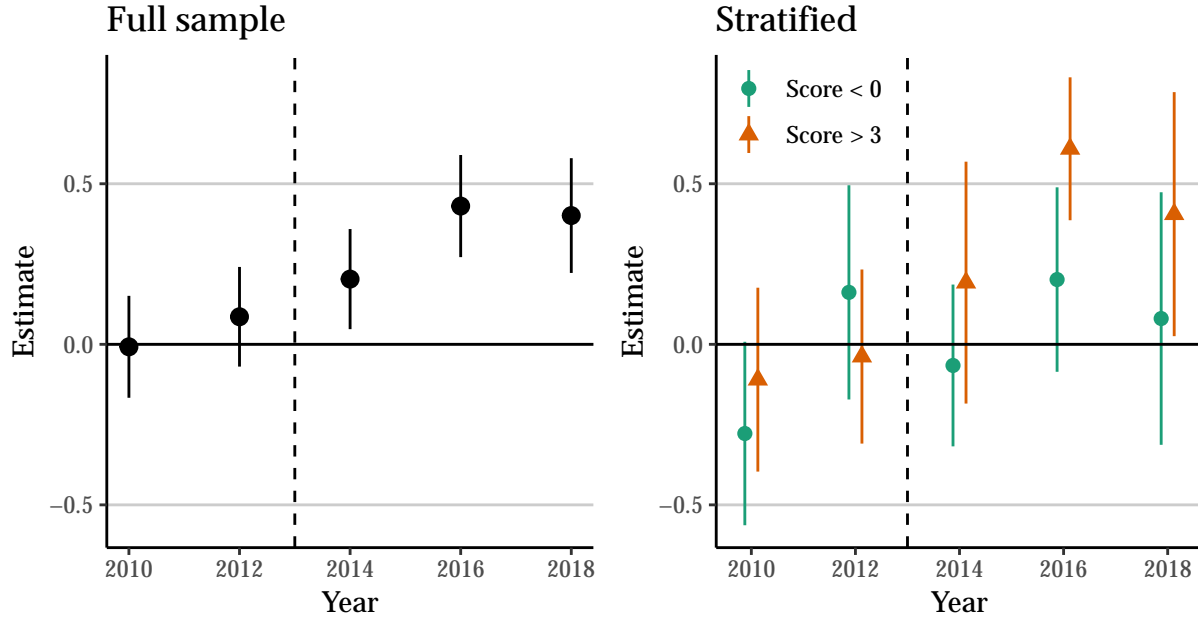 Full sample
Estimate
0.5
0.0
−0.5
2010 2012 2014 2016 2018
Year
Stratified
Score < 0
Score > 3
Estimate
0.5
0.0
−0.5
2010 2012 2014 2016 2018
Year